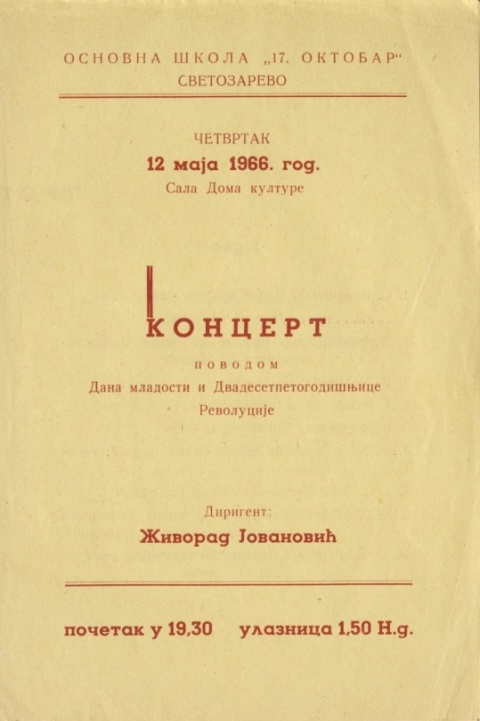 ОСНОВНА ШКОЛА „17. ОКТОБАР“
СВЕТОЗАРЕВО
ЧЕТВРТАК
12 маја 1966. год.
Сала Дома културе
КОНЦЕРТ
ПОВОДОМ
Дана младости и Двадесетпетогодишњице
Револуције
Диригент:
Живорад Јовановић
почетак у 19,30 улазница 1,50 Н.д.